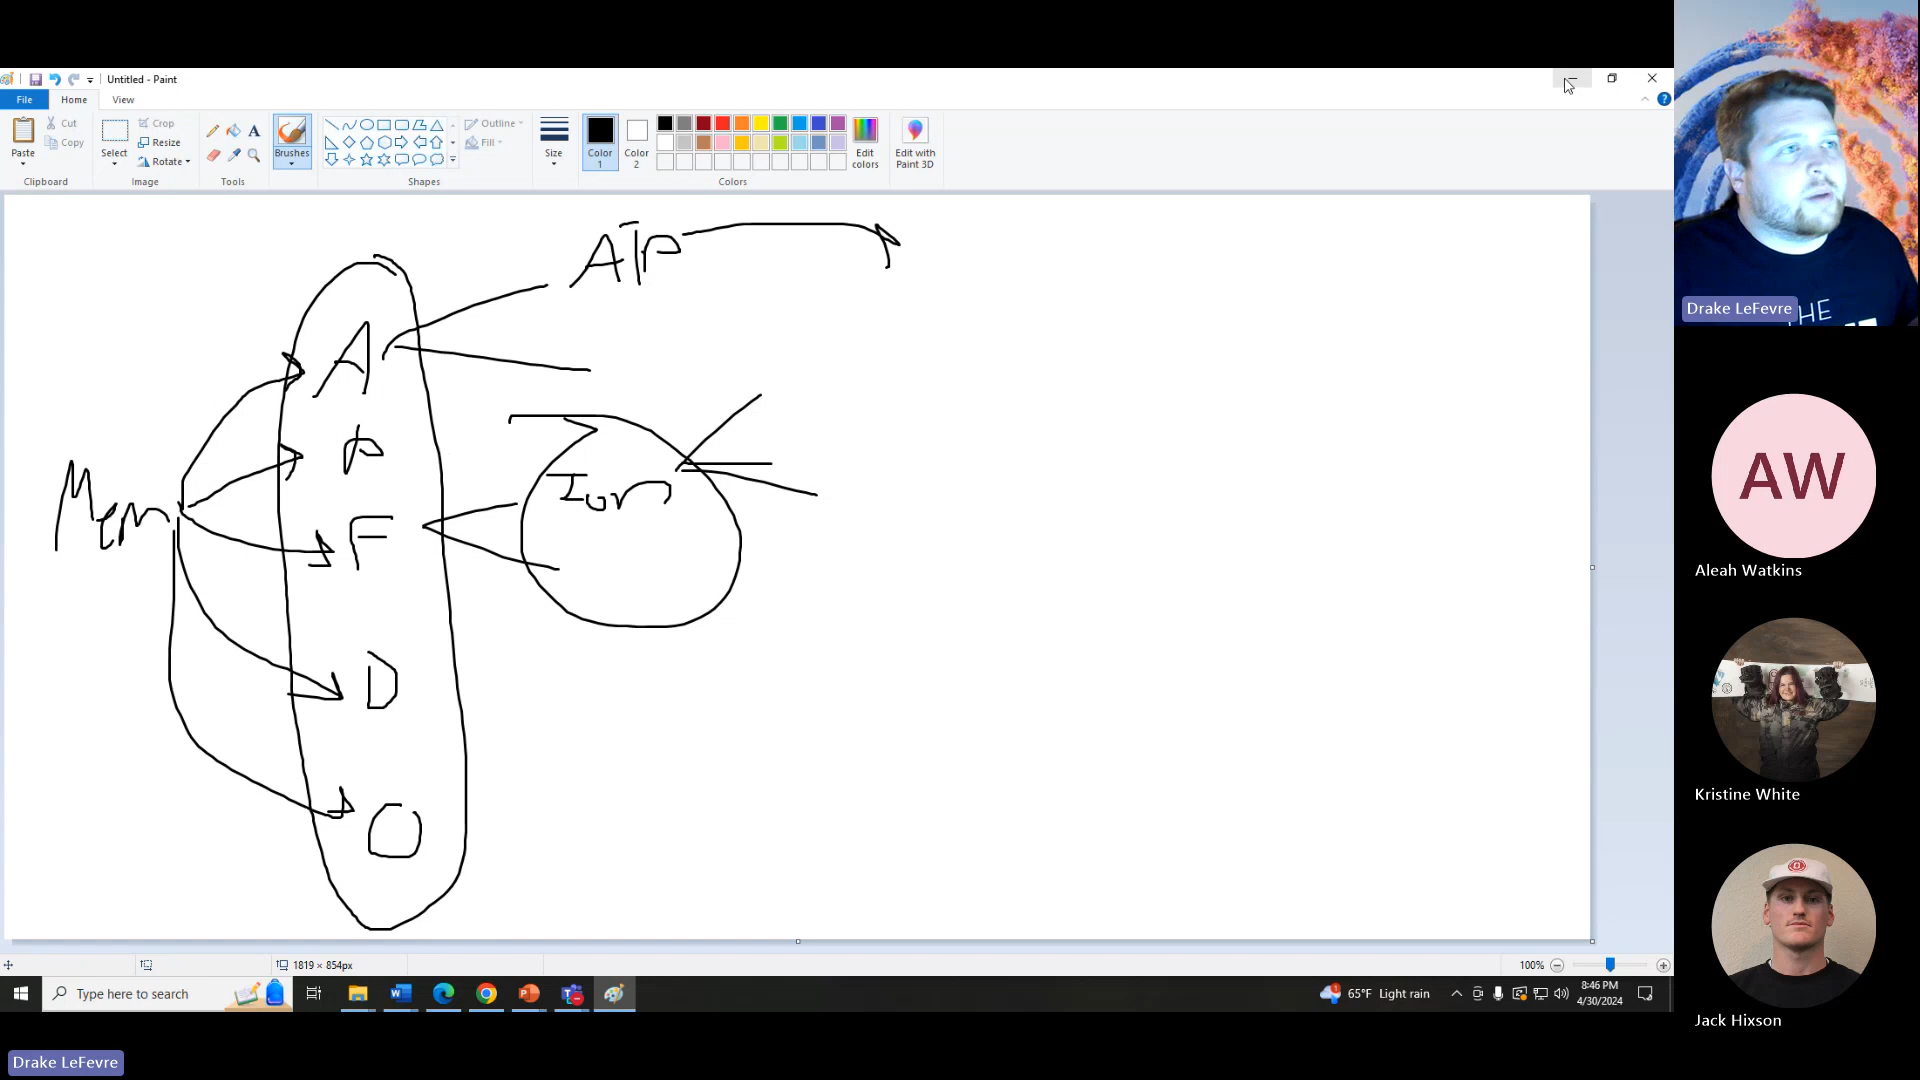 Untitled - Paint
File
Home
View
Paste
Cut
Copy
Clipboard
Select
Crop
Resize
Rotate
Image
A
Tools
Brushes
Outline
Fill
Shapes
Size
Color 1
Color 2
Edit colors
Edit with Paint 3D
Colors
ATP
A
P
Mem
F
D
O
THE
Drake LeFevre
AW
Aleah Watkins
Kristine White
Jack Hixson
1819 × 854px
100%
Type here to search
65°F Light rain
8:46 PM
4/30/2024
Drake LeFevre